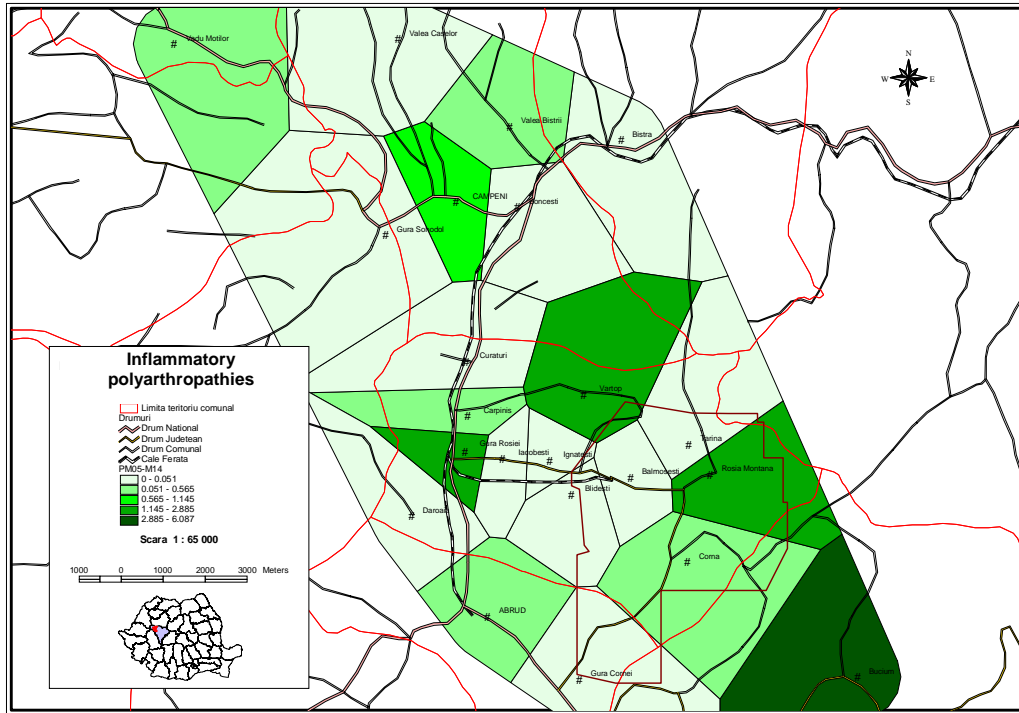 Vadu Motilor
#
Valea Caselor
#
N
W E
S
Valea Bistrii
#
Bistra
#
CAMPENI
#
Boncesti
#
Gura Sohodol
#
Curaturi
#
Vartop
#
Carpinis
#
Gura Rosiei
#
#
Iacobesti
#
Ignatesti
Tarina
#
Balmosesti
#
Rosia Montana
#
Blidesti
#
Daroaia
#
Corna
#
ABRUD
#
Gura Cornei
#
Bucium
#
Inflammatory
polyarthropathies
Limita teritoriu comunal
Drumuri
Drum National
Drum Judetean
Drum Comunal
Cale Ferata
PM05-M14
0 - 0.051
0.051 - 0.565
0.565 - 1.145
1.145 - 2.885
2.885 - 6.087
Scara 1 : 65 000
1000 0 1000 2000 3000 Meters